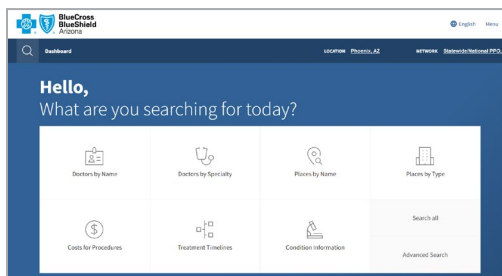 BlueCross
BlueShield
Arizona
English Menu
Dashboard LOCATION Phoenix, AZ NETWORK Statewide/National PPO
Hello,
What are you searching for today?
Doctors by Name Doctors by Specialty Places by Name Places by Type
Costs for Procedures Treatment Timelines Condition Information
Search all
Advanced Search